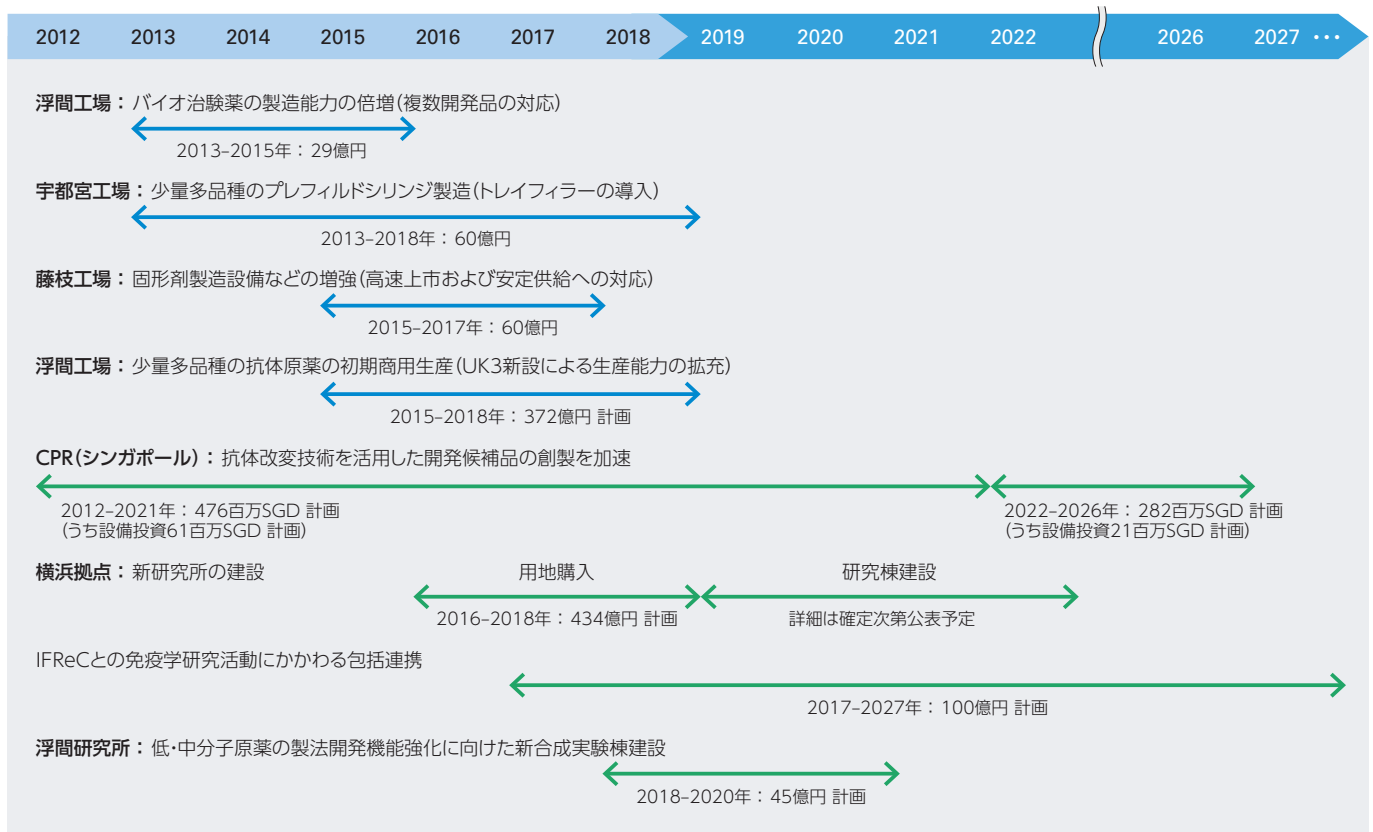 2012 2013 2014 2015 2016 2017 2018 2019 2020 2021 2022 2026 2027 ･･･
浮間工場：バイオ治験薬の製造能力の倍増（複数開発品の対応）
2013–2015年：29億円
宇都宮工場：少量多品種のプレフィルドシリンジ製造（トレイフィラーの導入）
2013–2018年：60億円
藤枝工場：固形剤製造設備などの増強（高速上市および安定供給への対応）
2015–2017年：60億円
浮間工場：少量多品種の抗体原薬の初期商用生産（UK3新設による生産能力の拡充）
2015–2018年：372億円 計画
CPR（シンガポール）：抗体改変技術を活用した開発候補品の創製を加速
2012–2021年：476百万SGD 計画
（うち設備投資61百万SGD 計画）
2022–2026年：282百万SGD 計画
（うち設備投資21百万SGD 計画）
横浜拠点：新研究所の建設
用地購入
研究棟建設
2016–2018年：434億円 計画
詳細は確定次第公表予定
IFReCとの免疫学研究活動にかかわる包括連携
2017–2027年：100億円 計画
浮間研究所：低・中分子原薬の製法開発機能強化に向けた新合成実験棟建設
2018–2020年：45億円 計画